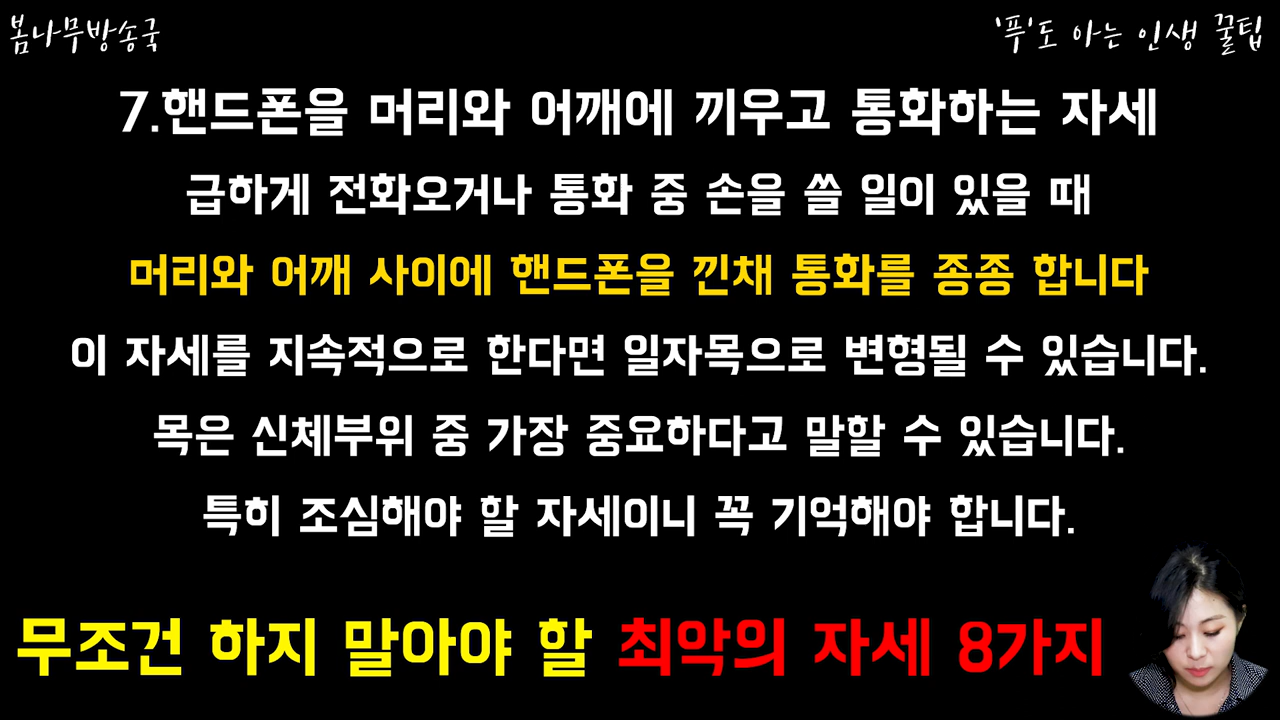 봄나무방송국
'푸'도 아는 인생 꿀팁
7.핸드폰을 머리와 어깨에 끼우고 통화하는 자세
급하게 전화오거나 통화 중 손을 쓸 일이 있을 때
머리와 어깨 사이에 핸드폰을 낀채 통화를 종종 합니다
이 자세를 지속적으로 한다면 일자목으로 변형될 수 있습니다.
목은 신체부위 중 가장 중요하다고 말할 수 있습니다.
특히 조심해야 할 자세이니 꼭 기억해야 합니다.
무조건 하지 말아야 할 최악의 자세 8가지